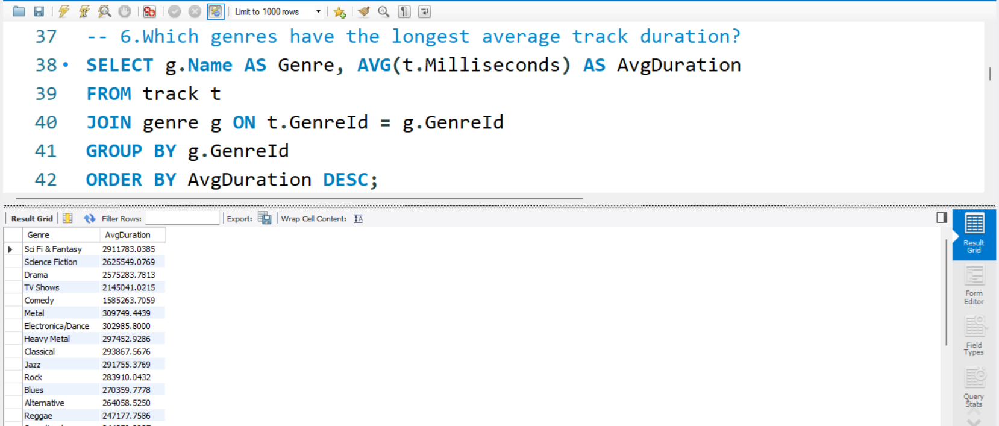 Limit to 1000 rows
37 -- 6.Which genres have the longest average track duration?
38 SELECT g.Name AS Genre, AVG(t.Milliseconds) AS AvgDuration
39 FROM track t
40 JOIN genre g ON t.GenreId = g.GenreId
41 GROUP BY g.GenreId
42 ORDER BY AvgDuration DESC;
Result Grid Filter Rows: Export: Wrap Cell Content:
Genre AvgDuration
Sci Fi & Fantasy 2911783.0385
Science Fiction 2625549.0769
Drama 2575283.7813
TV Shows 2145041.0215
Comedy 1585263.7059
Metal 309749.4439
Electronica/Dance 302985.8000
Heavy Metal 297452.9286
Classical 293867.5676
Jazz 291755.3769
Rock 283910.0432
Blues 270359.7778
Alternative 264058.5250
Reggae 247177.7586
Result
Grid
Form
Editor
Field
Types
Query
Stats